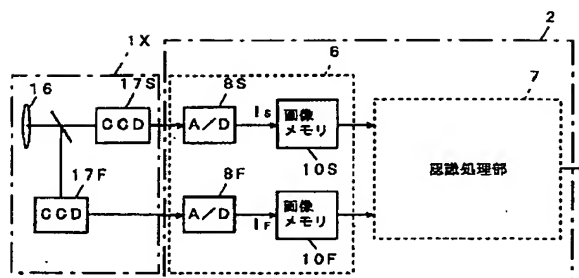 1X
2
6
7
16
17S
CCD
8S
A/D
IS
画像
メモリ
10S
17F
CCD
8F
A/D
IF
画像
メモリ
10F
認識処理部